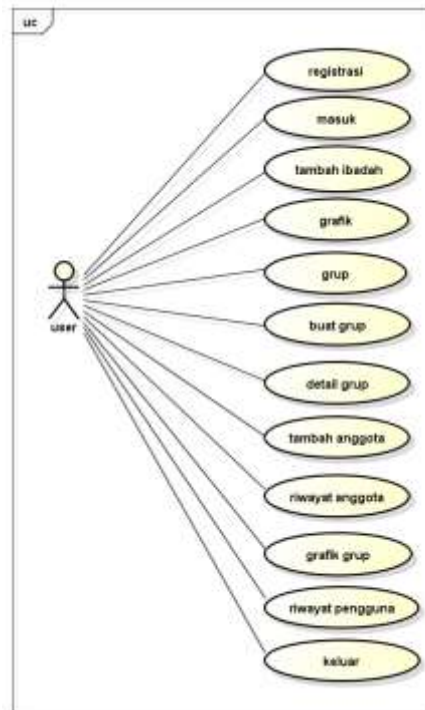 uc
registrasi
masuk
tambah ibadah
grafik
grup
user
buat grup
detail grup
tambah anggota
riwayat anggota
grafik grup
riwayat pengguna
keluar